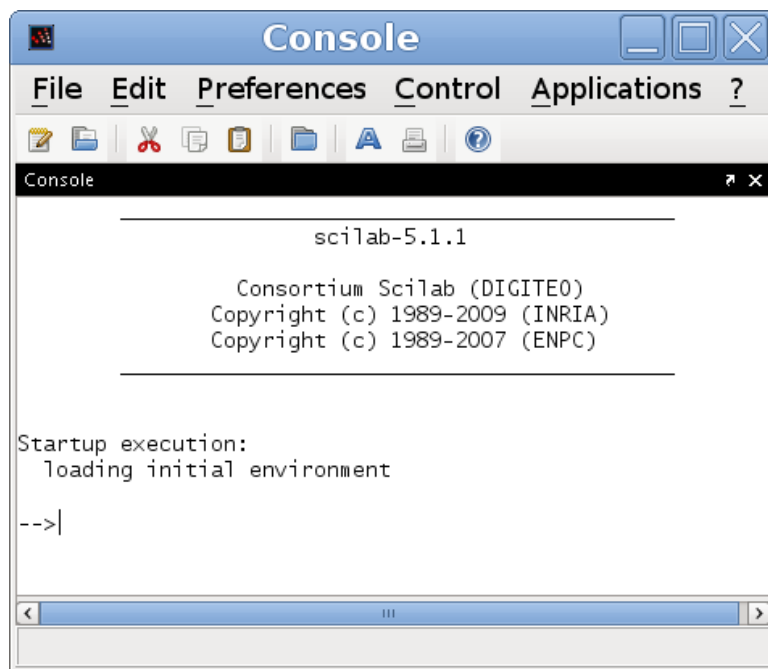 Console
File Edit Preferences Control Applications ?
Console
scilab-5.1.1
Consortium Scilab (DIGITEO)
Copyright (c) 1989-2009 (INRIA)
Copyright (c) 1989-2007 (ENPC)
Startup execution:
loading initial environment
-->